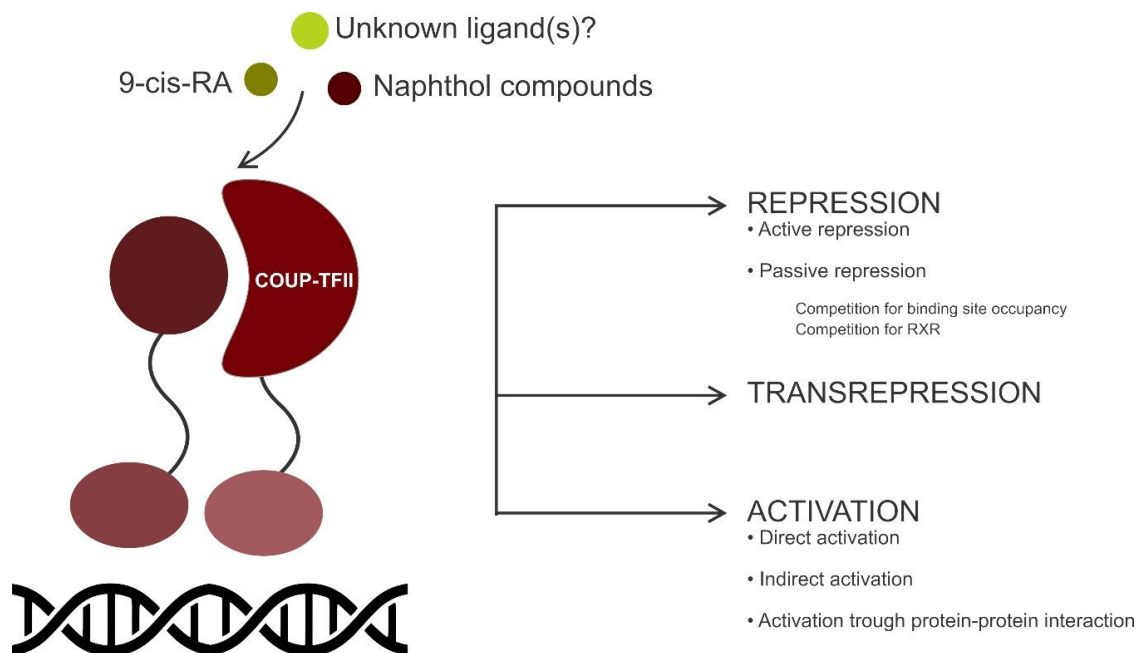 Unknown ligand(s)?
9-cis-RA
Naphthol compounds
COUP-TFII
REPRESSION
• Active repression
• Passive repression
Competition for binding site occupancy
Competition for RXR
TRANSREPRESSION
ACTIVATION
• Direct activation
• Indirect activation
• Activation trough protein-protein interaction